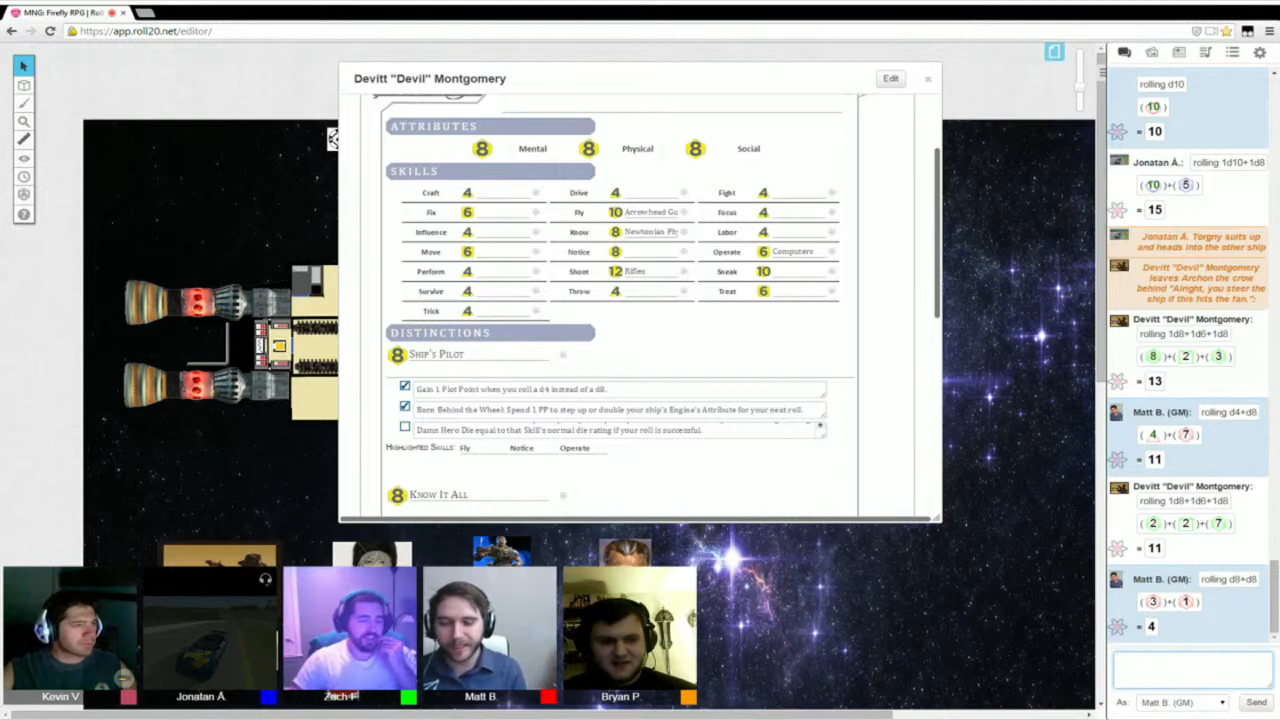 MNG: Firefly RPG | Roll
https://app.roll20.net/editor/
Devitt "Devil" Montgomery
Edit
ATTRIBUTES
8 Mental 8 Physical 8 Social
SKILLS
Craft 4 Drive 4 Fight 4
Fix 6 Fly 10 Arrowhead Go Focus 4
Influence 4 Know 8 Newtonian Ph Labor 4
Move 6 Notice 8 Operate 6 Computers
Perform 4 Shoot 12 Rifles Sneak 10
Survive 4 Throw 4 Treat 6
Trick 4
DISTINCTIONS
8 Ship's Pilot
Gain 1 Plot Point when you roll a d4 instead of a d8.
Born Behind the Wheel: Spend 1 PP to step up or double your ship's Engine's Attribute for your next roll.
Damn Hero Die equal to that Skill's normal die rating if your roll is successful.
Highlighted Skills: Fly Notice Operate
8 Know It All
Kevin V
Jonatan Å.
Zach F
Matt B.
Bryan P.
rolling d10
(10)
= 10
Jonatan Å.: rolling 1d10+1d8
(10)+(5)
= 15
Jonatan Å. Torgny suits up
and heads into the other ship
Devitt "Devil" Montgomery
leaves Archon the crow
behind "Alright, you steer the
ship if this hits the fan.":
Devitt "Devil" Montgomery:
rolling 1d8+1d6+1d8
(8)+(2)+(3)
= 13
Matt B. (GM): rolling d4+d8
(4)+(7)
= 11
Devitt "Devil" Montgomery:
rolling 1d8+1d6+1d8
(2)+(2)+(7)
= 11
Matt B. (GM): rolling d8+d8
(3)+(1)
= 4
As: Matt B. (GM)
Send